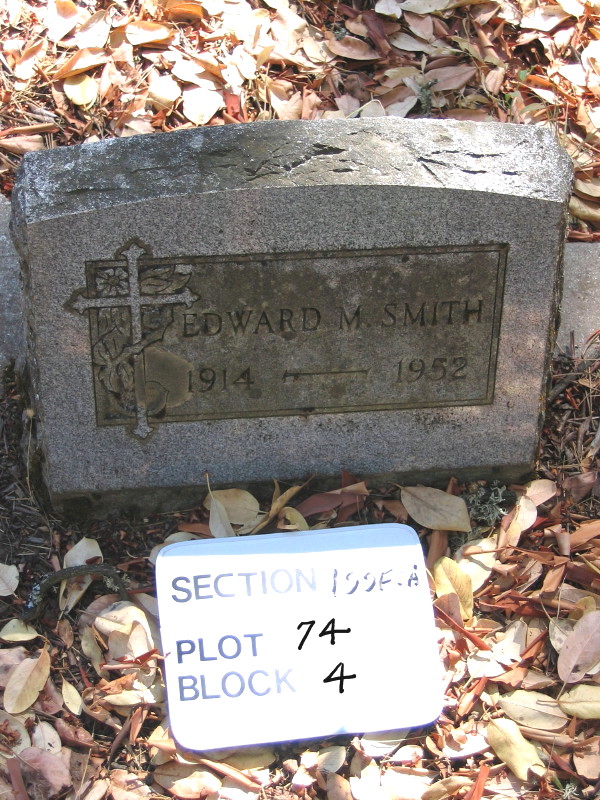 EDWARD M. SMITH
1914 — 1952
SECTION
PLOT 74
BLOCK 4